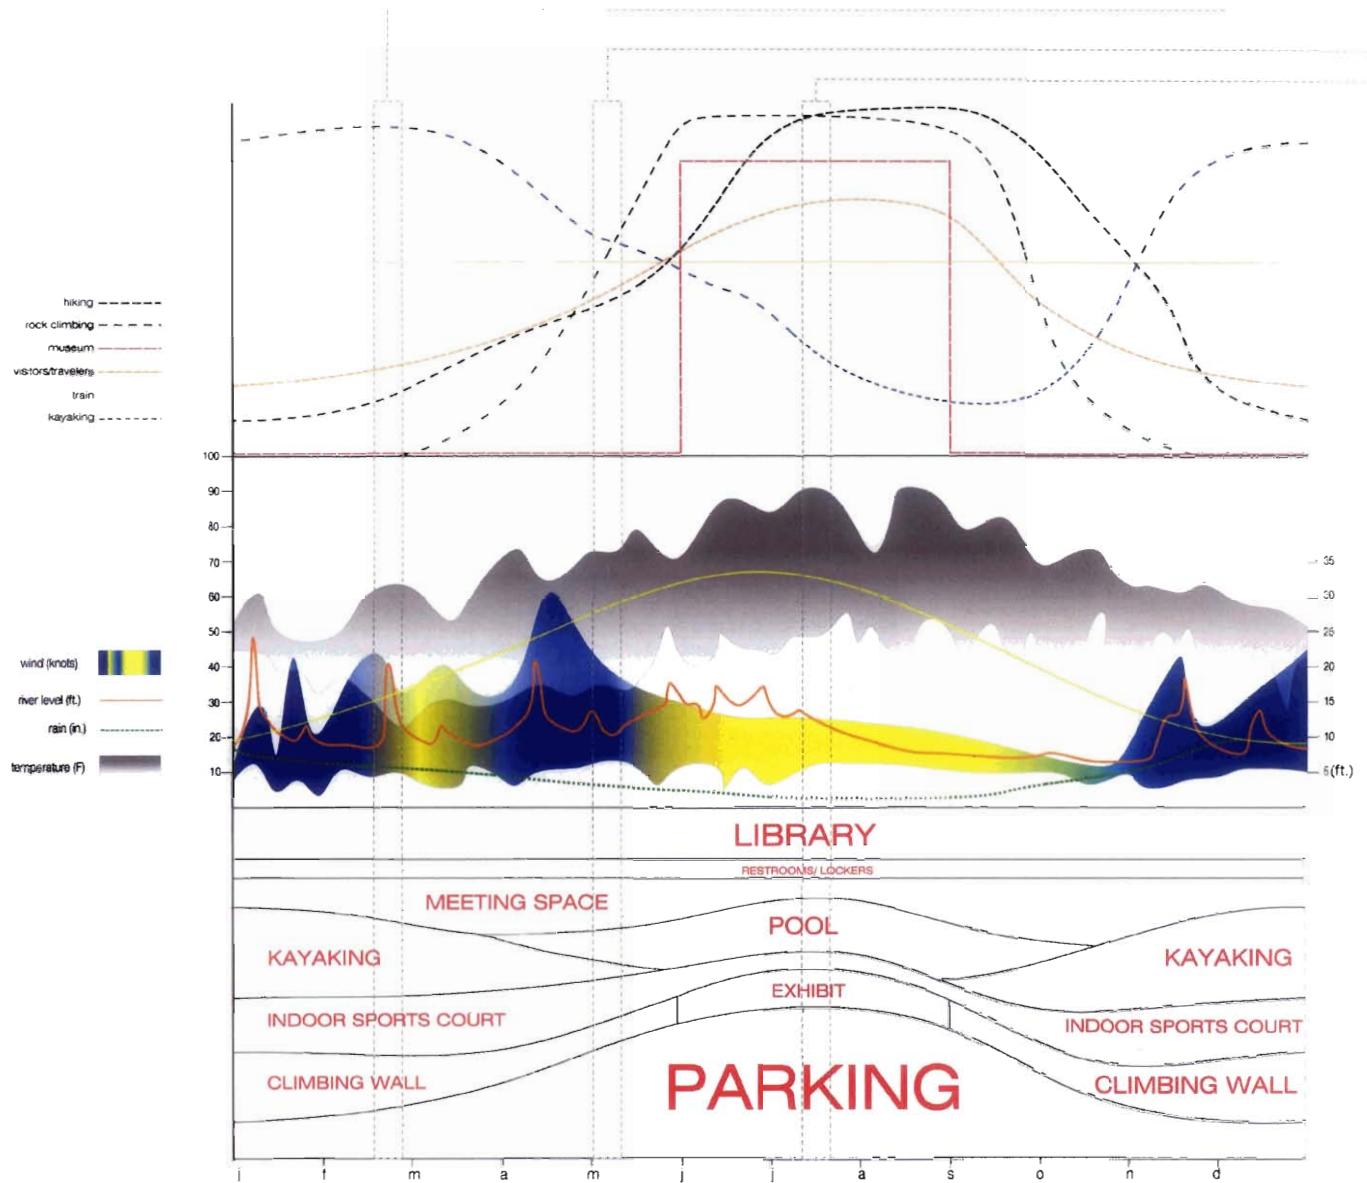 hiking
rock climbing
museum
visitors/travelers
train
kayaking
100
90
80
70
60
50
40
30
20
10
35
30
25
20
15
10
5(ft.)
wind (knots)
river level (ft.)
rain (in.)
temperature (F)
LIBRARY
RESTROOMS/ LOCKERS
MEETING SPACE
POOL
KAYAKING
KAYAKING
EXHIBIT
INDOOR SPORTS COURT
INDOOR SPORTS COURT
CLIMBING WALL
PARKING
CLIMBING WALL
j f m a m j j a s o n d